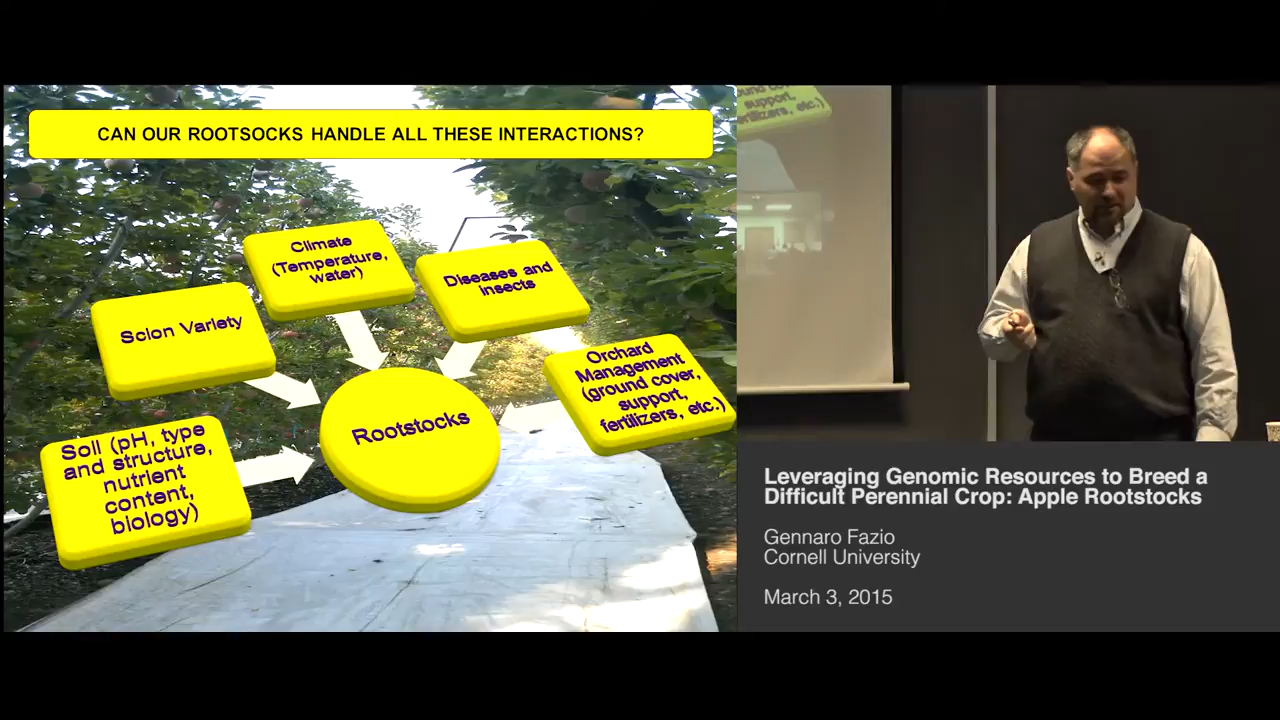 CAN OUR ROOTSOCKS HANDLE ALL THESE INTERACTIONS?
Climate
(Temperature,
water)
Diseases and
insects
Scion Variety
Orchard
Management
(ground cover,
support,
fertilizers, etc.)
Rootstocks
Soil (pH, type
and structure,
nutrient
content,
biology)
support,
etc.)
Leveraging Genomic Resources to Breed a
Difficult Perennial Crop: Apple Rootstocks
Gennaro Fazio
Cornell University
March 3, 2015